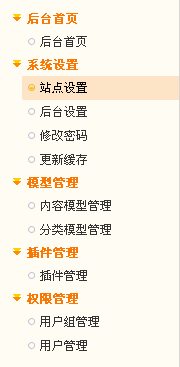 后台首页
后台首页
系统设置
站点设置
后台设置
修改密码
更新缓存
模型管理
内容模型管理
分类模型管理
插件管理
插件管理
权限管理
用户组管理
用户管理